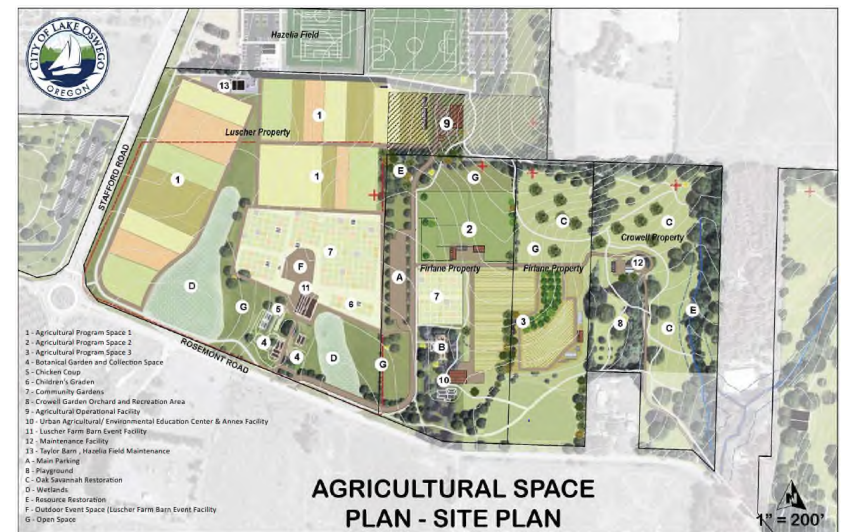 CITY OF LAKE OSWEGO
OREGON
Hazelia Field
13
1
9
Luscher Property
1
1
E
G
C
C
STAFFORD ROAD
2
7
A
G
Crowell Property
F
Firlane Property
Firlane Property
12
D
11
7
E
G
5
6
3
8
C
4
4
D
B
G
10
ROSEMONT ROAD
1 - Agricultural Program Space 1
2 - Agricultural Program Space 2
3 - Agricultural Program Space 3
4 - Botanical Garden and Collection Space
5 - Chicken Coup
6 - Children's Graden
7 - Community Gardens
8 - Crowell Garden Orchard and Recreation Area
9 - Agricultural Operational Facility
10 - Urban Agricultural/ Environmental Education Center & Annex Facility
11 - Luscher Farm Barn Event Facility
12 - Maintenance Facility
13 - Taylor Barn , Hazelia Field Maintenance
A - Main Parking
B - Playground
C - Oak Savannah Restoration
D - Wetlands
E - Resource Restoration
F - Outdoor Event Space (Luscher Farm Barn Event Facility
G - Open Space
AGRICULTURAL SPACE
PLAN - SITE PLAN
N
1" = 200'